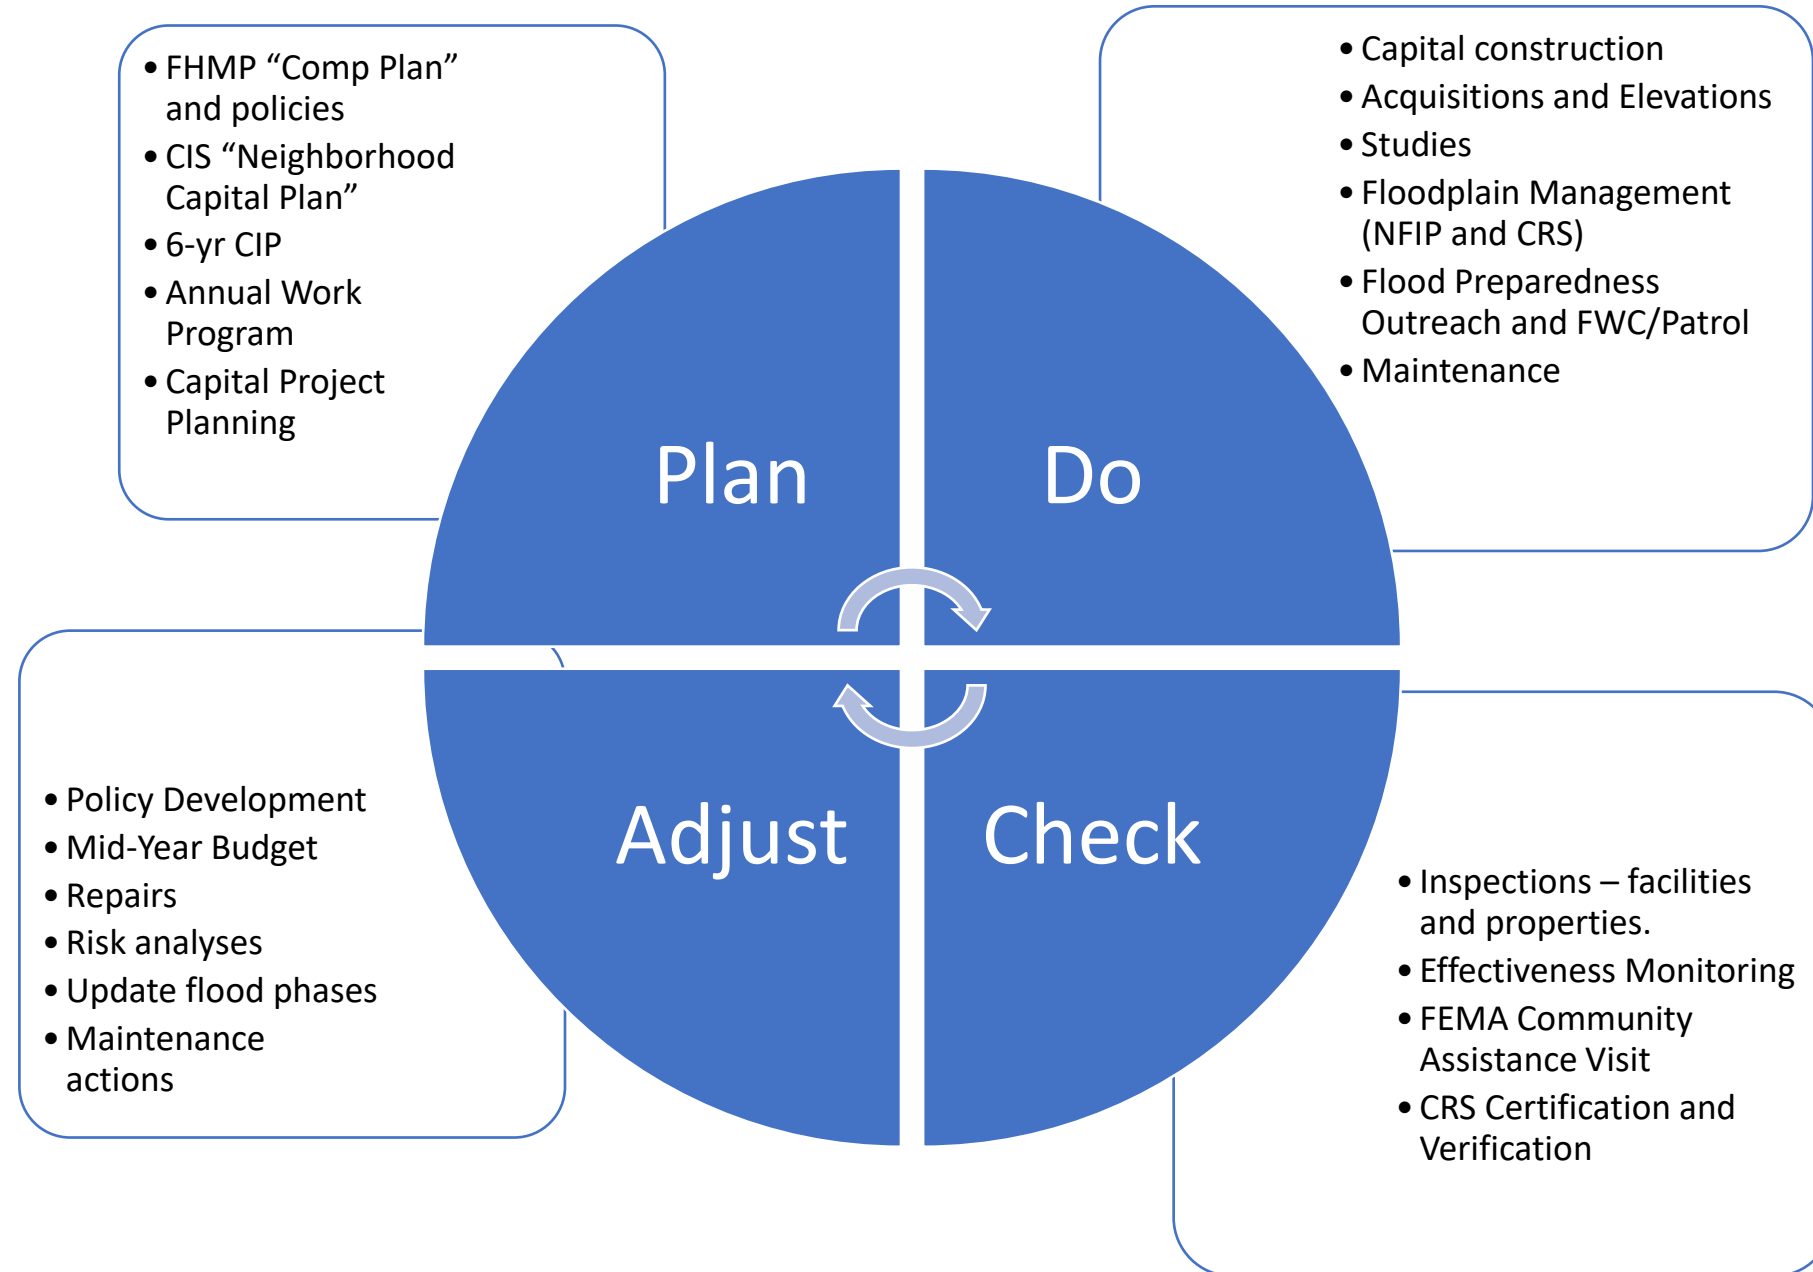 • FHMP “Comp Plan”
and policies
• CIS “Neighborhood
Capital Plan”
• 6-yr CIP
• Annual Work
Program
• Capital Project
Planning
• Capital construction
• Acquisitions and Elevations
• Studies
• Floodplain Management
(NFIP and CRS)
• Flood Preparedness
Outreach and FWC/Patrol
• Maintenance
Plan
Do
Adjust
Check
• Policy Development
• Mid-Year Budget
• Repairs
• Risk analyses
• Update flood phases
• Maintenance
actions
• Inspections – facilities
and properties.
• Effectiveness Monitoring
• FEMA Community
Assistance Visit
• CRS Certification and
Verification